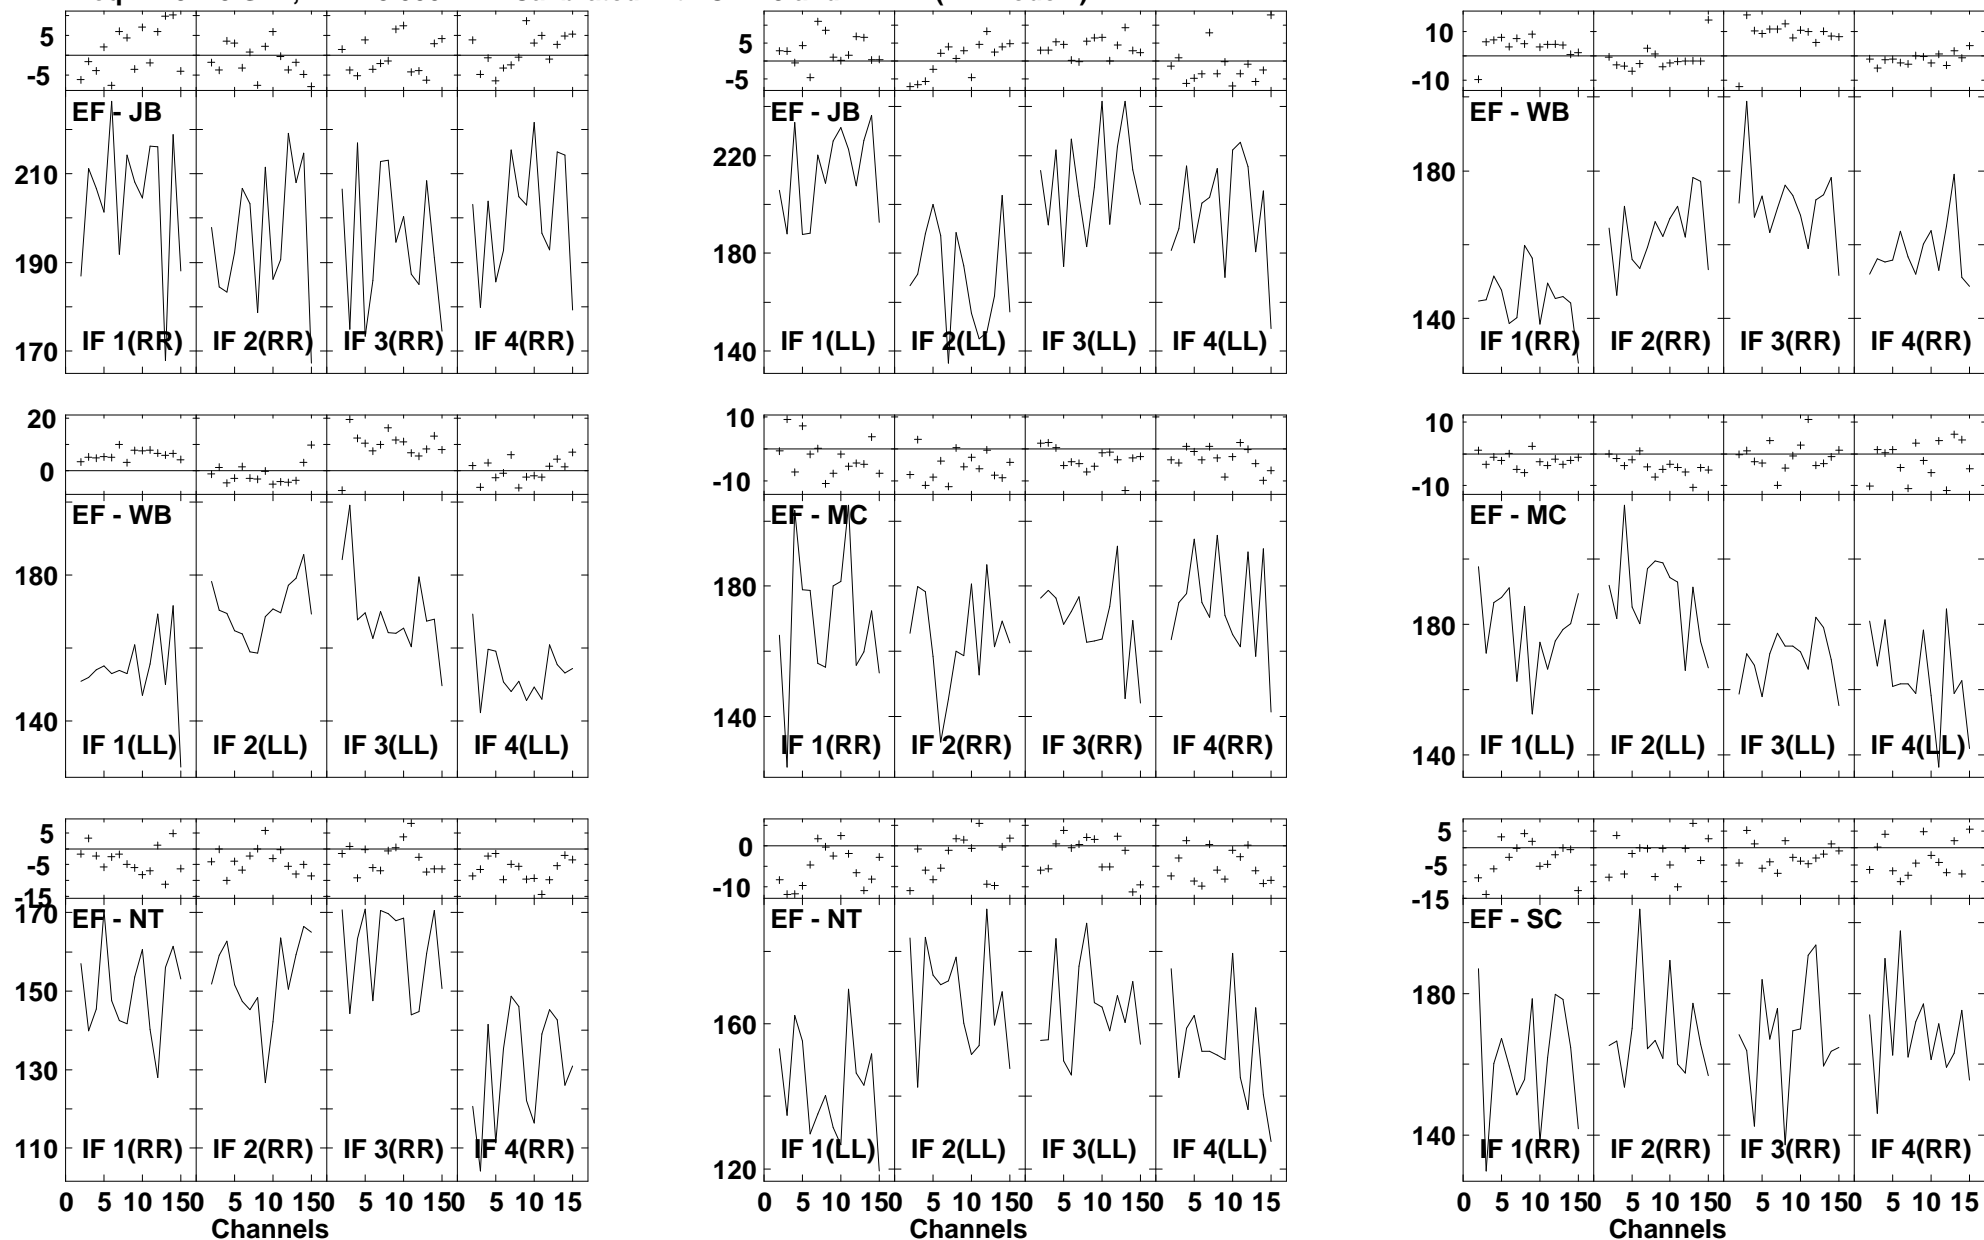 5 5 10
-5 -5 -10
EF - JB EF - JB EF - WB
210 220 180
190 180
170 140 140
IF 1(RR) IF 2(RR) IF 3(RR) IF 4(RR) IF 1(LL) IF 2(LL) IF 3(LL) IF 4(LL) IF 1(RR) IF 2(RR) IF 3(RR) IF 4(RR)
20 10 10
0 -10 -10
EF - WB EF - MC EF - MC
180 180 180
140 140 140
IF 1(LL) IF 2(LL) IF 3(LL) IF 4(LL) IF 1(RR) IF 2(RR) IF 3(RR) IF 4(RR) IF 1(LL) IF 2(LL) IF 3(LL) IF 4(LL)
5 0 5
-5 -10 -5
-15 -15
EF - NT EF - NT EF - SC
170 160 180
150
130
110 120 140
IF 1(RR) IF 2(RR) IF 3(RR) IF 4(RR) IF 1(LL) IF 2(LL) IF 3(LL) IF 4(LL) IF 1(RR) IF 2(RR) IF 3(RR) IF 4(RR)
0 5 10 150 5 10 150 5 10 150 5 10 15 0 5 10 150 5 10 150 5 10 150 5 10 15 0 5 10 150 5 10 150 5 10 150 5 10 15
Channels Channels Channels